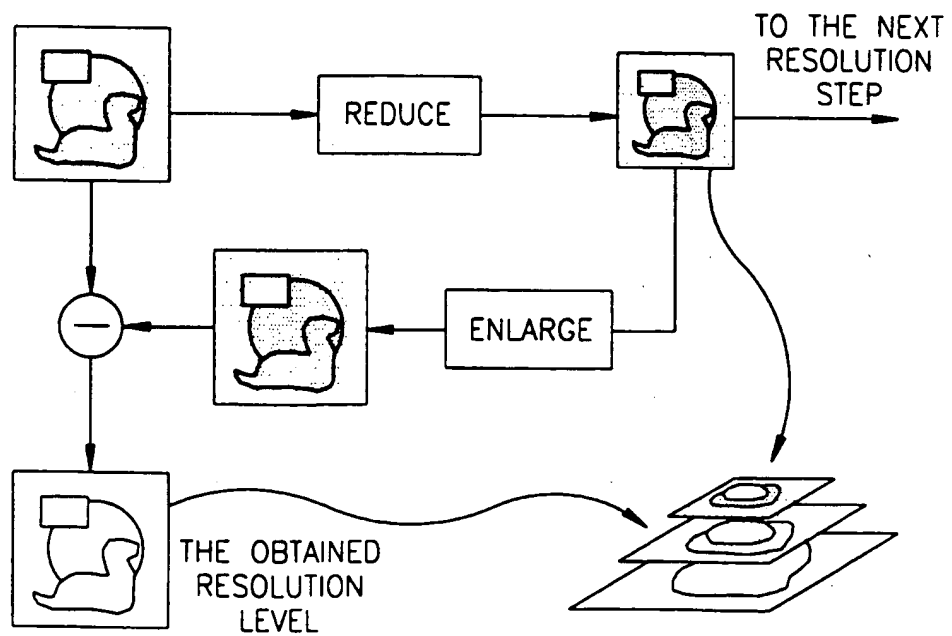 TO THE NEXT
RESOLUTION
STEP
REDUCE
ENLARGE
THE OBTAINED
RESOLUTION
LEVEL